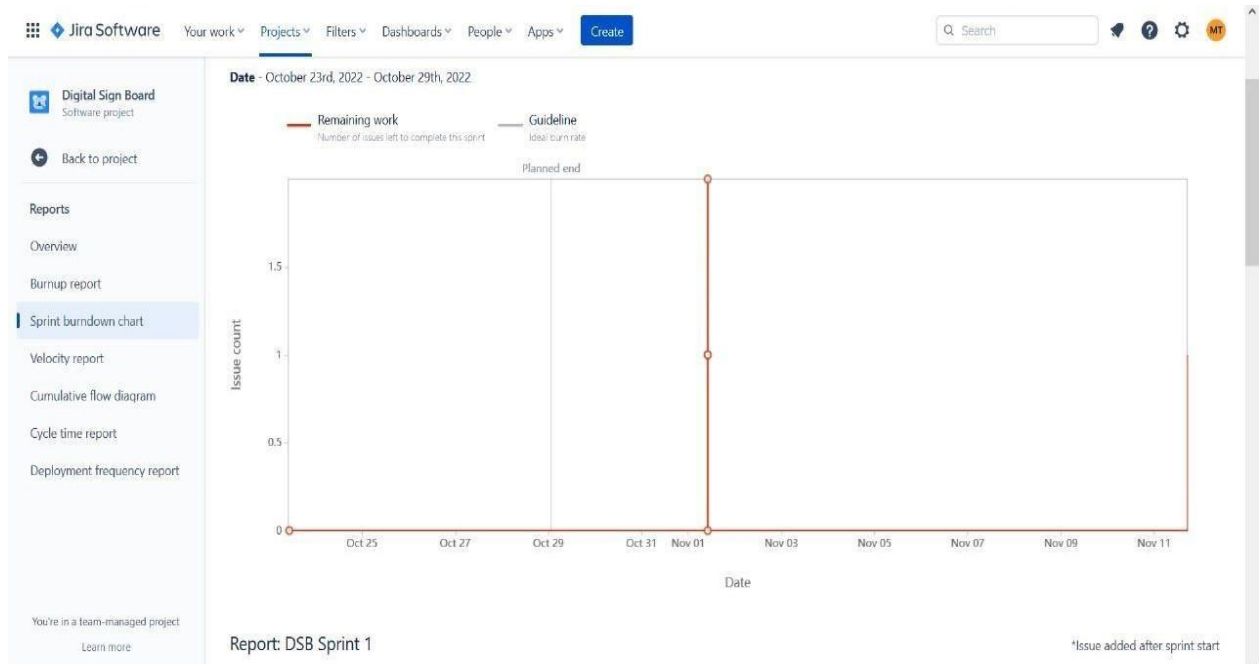 Jira Software Your work Projects Filters Dashboards People Apps Create Search MT
Digital Sign Board
Software project
Back to project
Reports
Overview
Burnup report
Sprint burndown chart
Velocity report
Cumulative flow diagram
Cycle time report
Deployment frequency report
You're in a team-managed project
Learn more
Date - October 23rd, 2022 - October 29th, 2022
Remaining work Guideline
Number of issues left to complete this sprint Ideal burn rate
Planned end
1.5
1
0.5
0
Issue count
Oct 25 Oct 27 Oct 29 Oct 31 Nov 01 Nov 03 Nov 05 Nov 07 Nov 09 Nov 11
Date
Report: DSB Sprint 1 *Issue added after sprint start